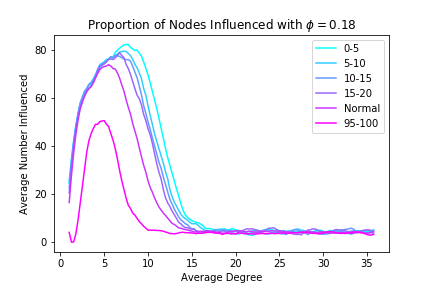 Proportion of Nodes Influenced with ϕ = 0.18
Average Number Influenced
80
60
40
20
0
0-5
5-10
10-15
15-20
Normal
95-100
0 5 10 15 20 25 30 35
Average Degree